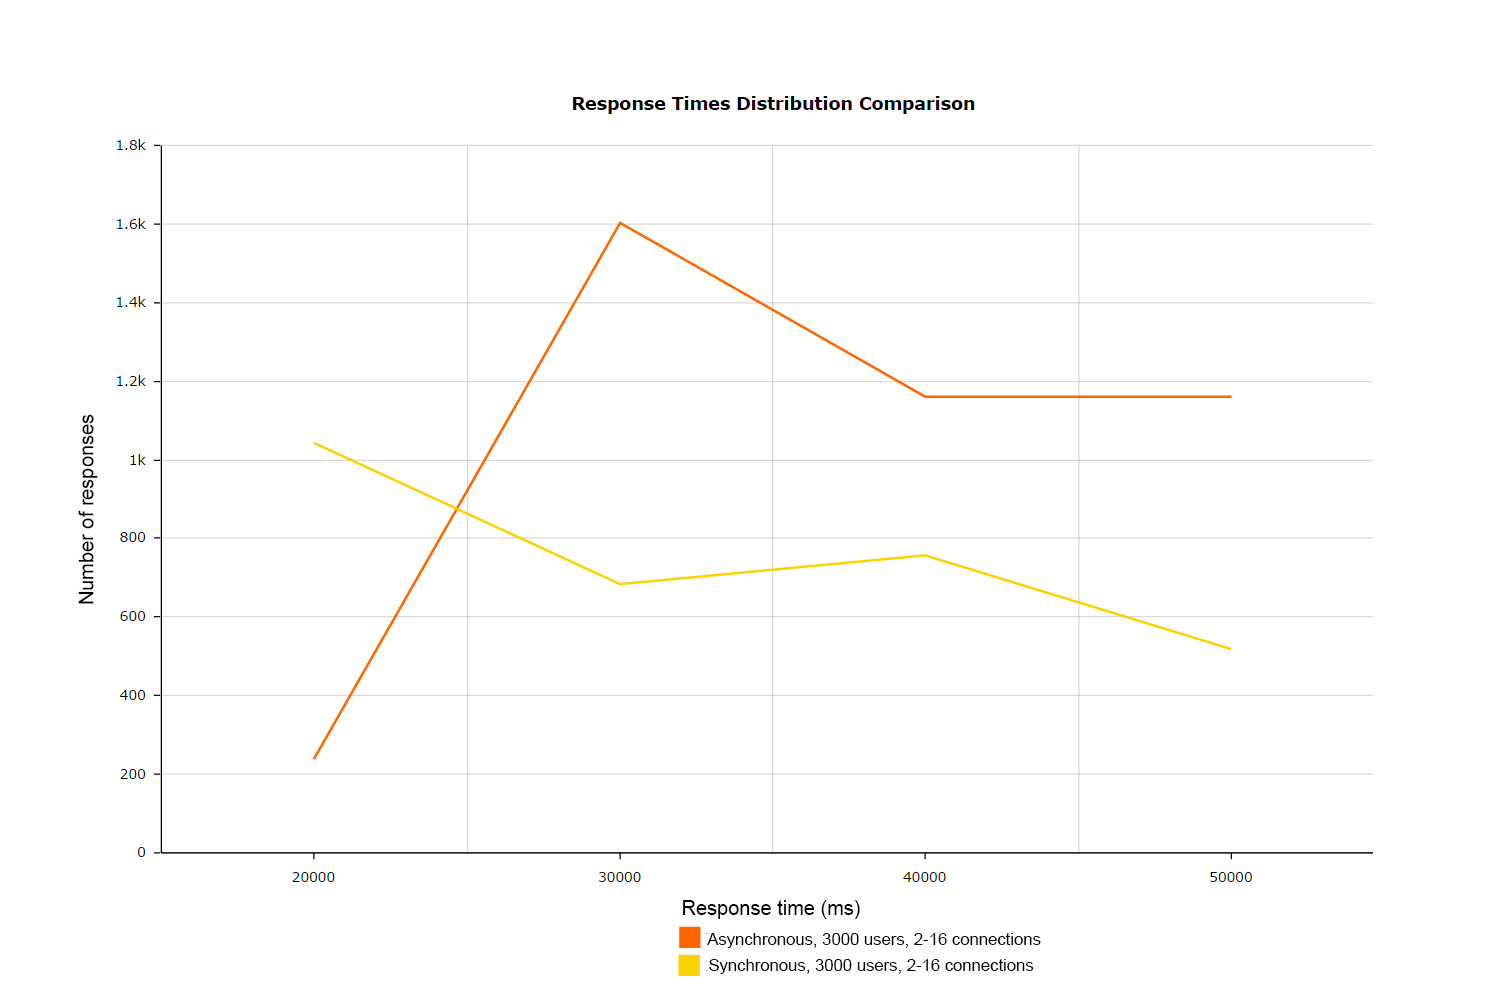 Response Times Distribution Comparison
1.8k
1.6k
1.4k
1.2k
1k
800
600
400
200
0
Number of responses
20000 30000 40000 50000
Response time (ms)
Asynchronous, 3000 users, 2-16 connections
Synchronous, 3000 users, 2-16 connections